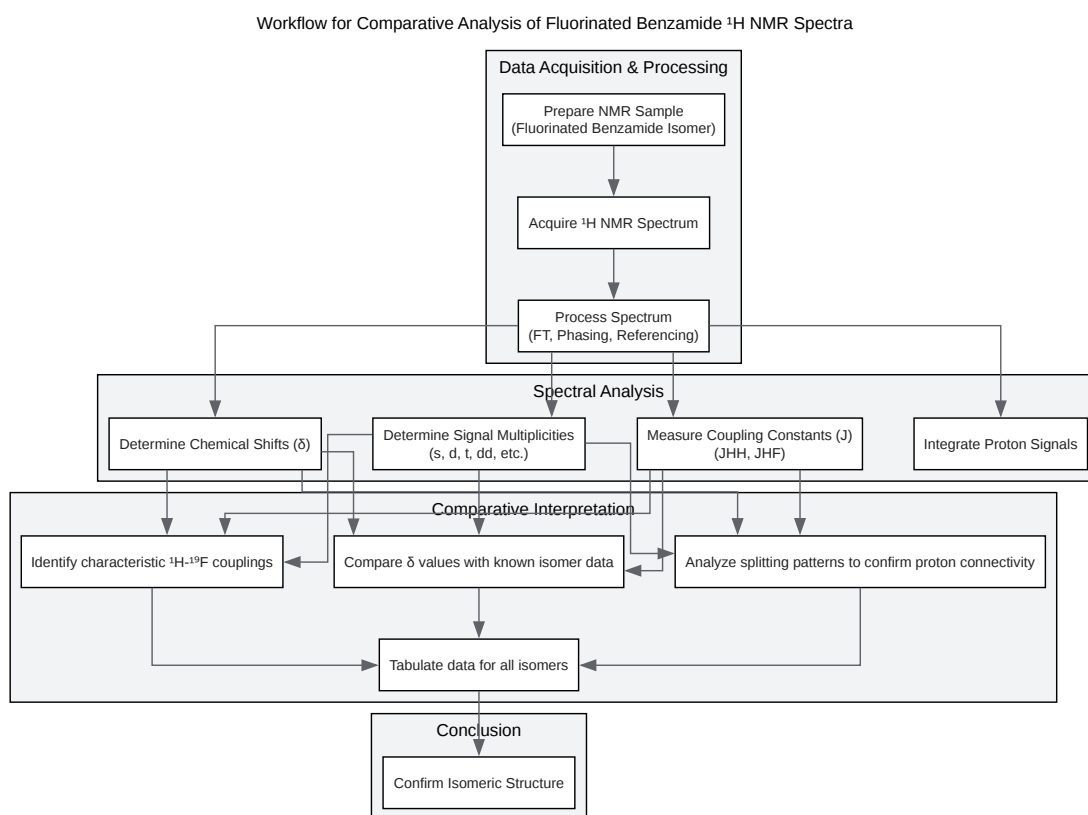 Workflow for Comparative Analysis of Fluorinated Benzamide ¹H NMR Spectra
Data Acquisition & Processing
Prepare NMR Sample
(Fluorinated Benzamide Isomer)
Acquire ¹H NMR Spectrum
Process Spectrum
(FT, Phasing, Referencing)
Spectral Analysis
Determine Chemical Shifts (δ)
Determine Signal Multiplicities
(s, d, t, dd, etc.)
Measure Coupling Constants (J)
(JHH, JHF)
Integrate Proton Signals
Comparative Interpretation
Identify characteristic ¹H-¹⁹F couplings
Compare δ values with known isomer data
Analyze splitting patterns to confirm proton connectivity
Tabulate data for all isomers
Conclusion
Confirm Isomeric Structure